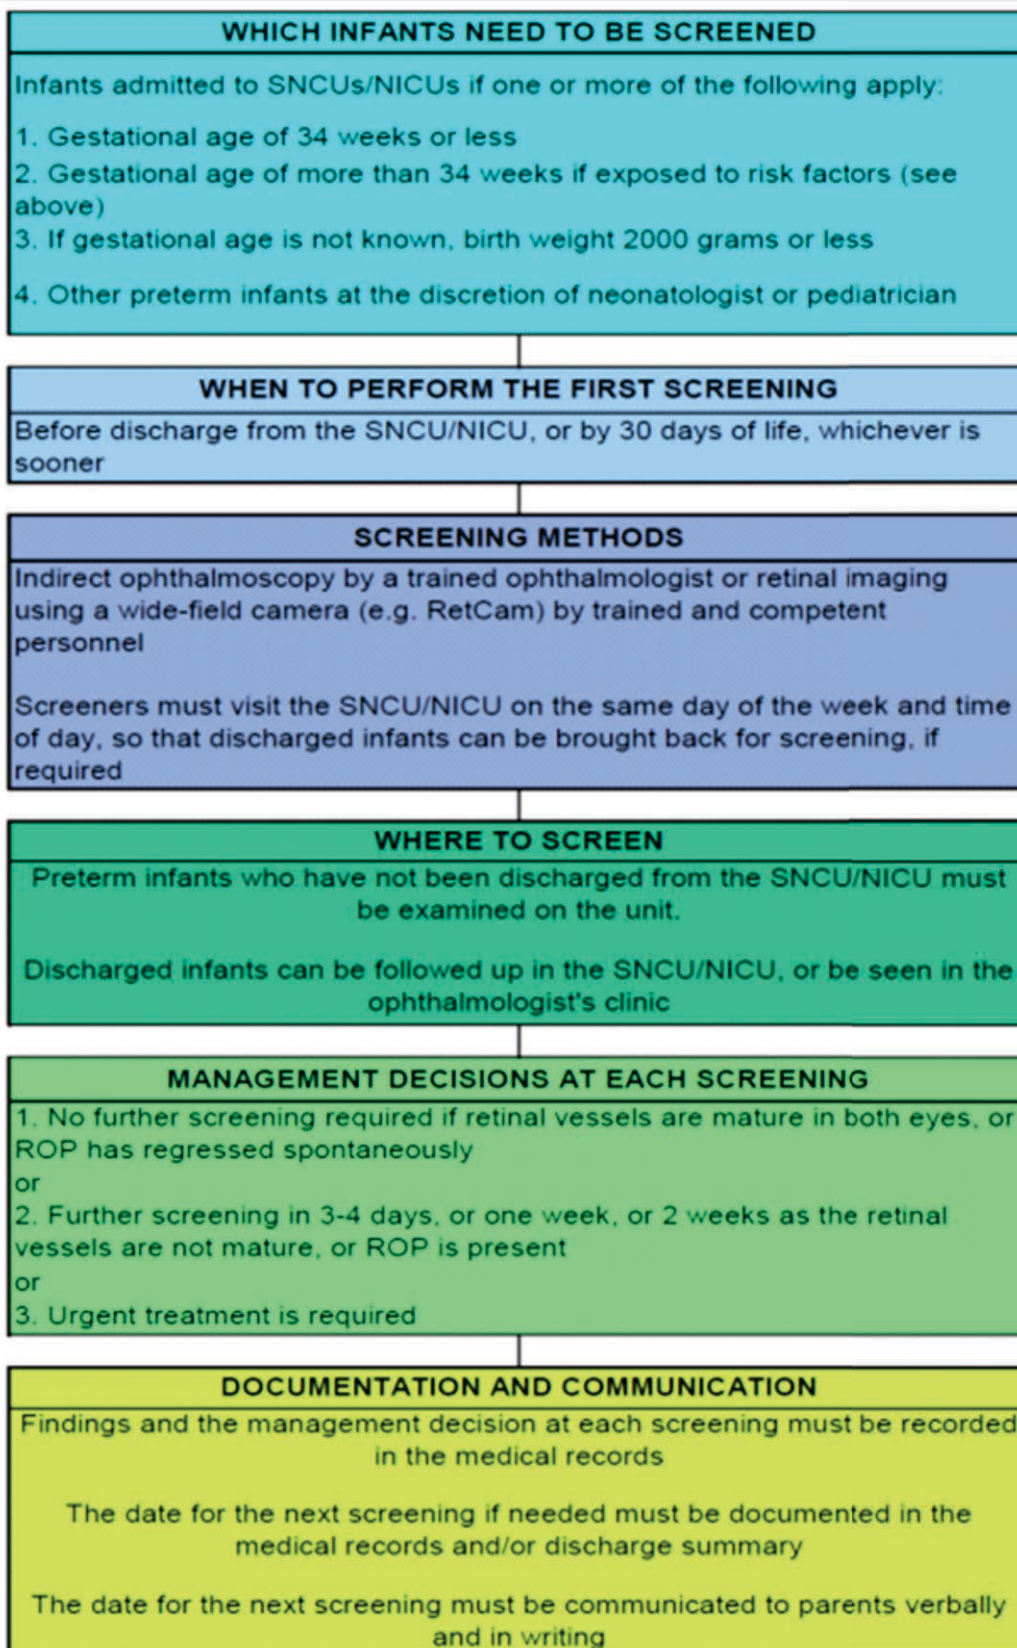 WHICH INFANTS NEED TO BE SCREENED
Infants admitted to SNCUs/NICUs if one or more of the following apply:
1. Gestational age of 34 weeks or less
2. Gestational age of more than 34 weeks if exposed to risk factors (see
above)
3. If gestational age is not known, birth weight 2000 grams or less
4. Other preterm infants at the discretion of neonatologist or pediatrician
WHEN TO PERFORM THE FIRST SCREENING
Before discharge from the SNCU/NICU, or by 30 days of life, whichever is
sooner
SCREENING METHODS
Indirect ophthalmoscopy by a trained ophthalmologist or retinal imaging
using a wide-field camera (e.g. RetCam) by trained and competent
personnel
Screeners must visit the SNCU/NICU on the same day of the week and time
of day, so that discharged infants can be brought back for screening, if
required
WHERE TO SCREEN
Preterm infants who have not been discharged from the SNCU/NICU must
be examined on the unit.
Discharged infants can be followed up in the SNCU/NICU, or be seen in the
ophthalmologist's clinic
MANAGEMENT DECISIONS AT EACH SCREENING
1. No further screening required if retinal vessels are mature in both eyes, or
ROP has regressed spontaneously
or
2. Further screening in 3-4 days, or one week, or 2 weeks as the retinal
vessels are not mature, or ROP is present
or
3. Urgent treatment is required
DOCUMENTATION AND COMMUNICATION
Findings and the management decision at each screening must be recorded
in the medical records
The date for the next screening if needed must be documented in the
medical records and/or discharge summary
The date for the next screening must be communicated to parents verbally
and in writing